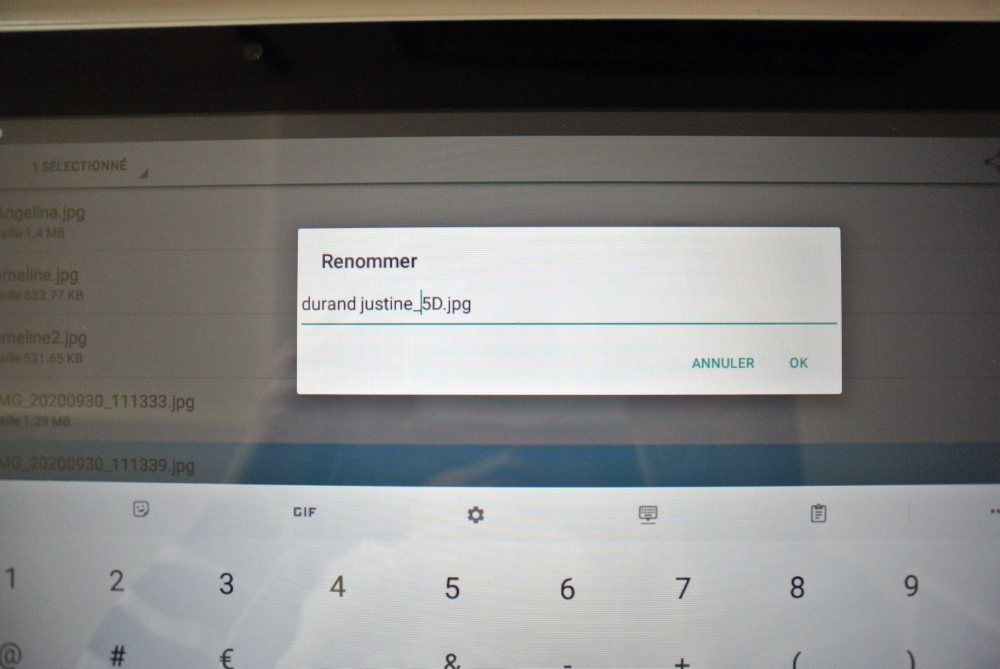 1 SÉLECTIONNÉ
Angelina.jpg
aille 1.4 MB
meline.jpg
aille 533.77 KB
meline2.jpg
aille 531.65 KB
MG_20200930_111333.jpg
aille 1.29 MB
MG_20200930_111339.jpg
Renommer
durand justine_5D.jpg
ANNULER OK
GIF
1 2 3 4 5 6 7 8 9
@ # € & - + ( )